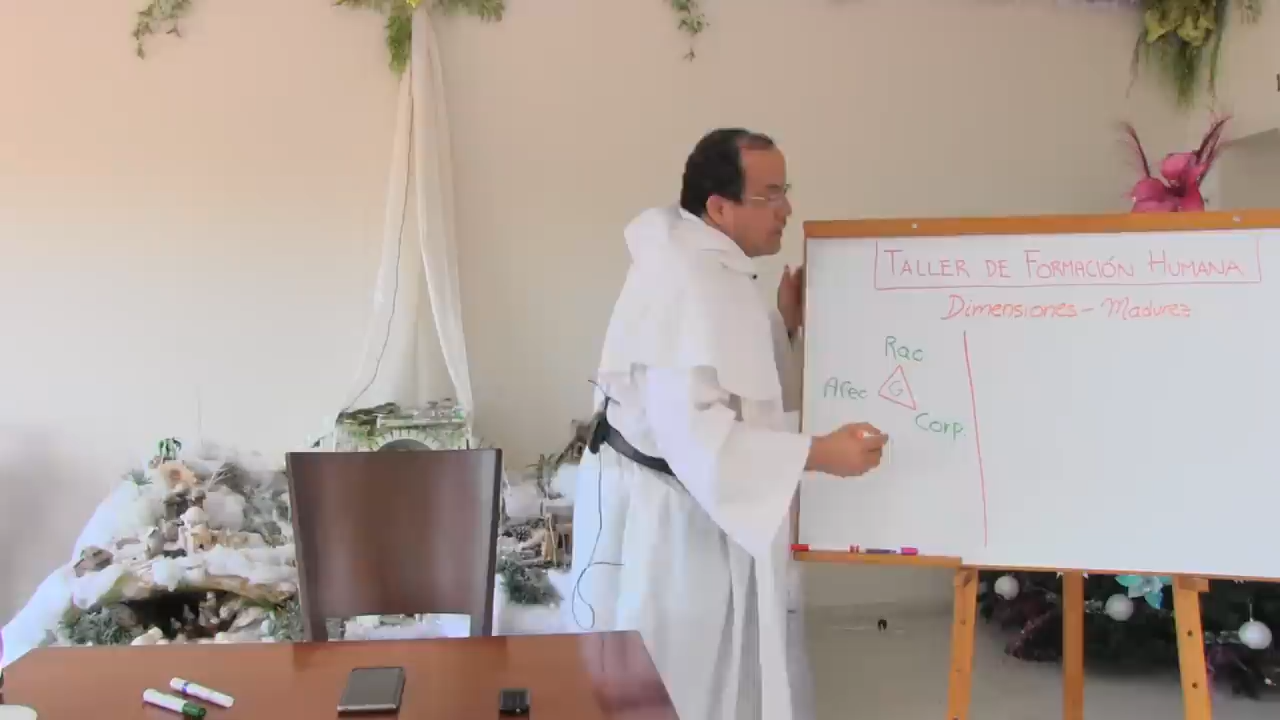 TALLER DE FORMACIÓN HUMANA
Dimensiones - Madurez
Rac
Afec
G
Corp.